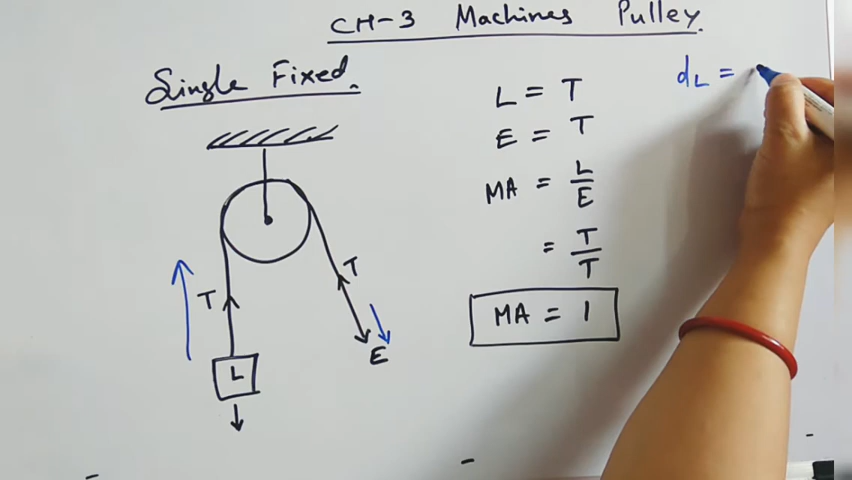 CH-3 Machines Pulley.
Single Fixed.
L = T
E = T
MA = L/E
= T/T
MA = 1
dL =
T
T
L
E